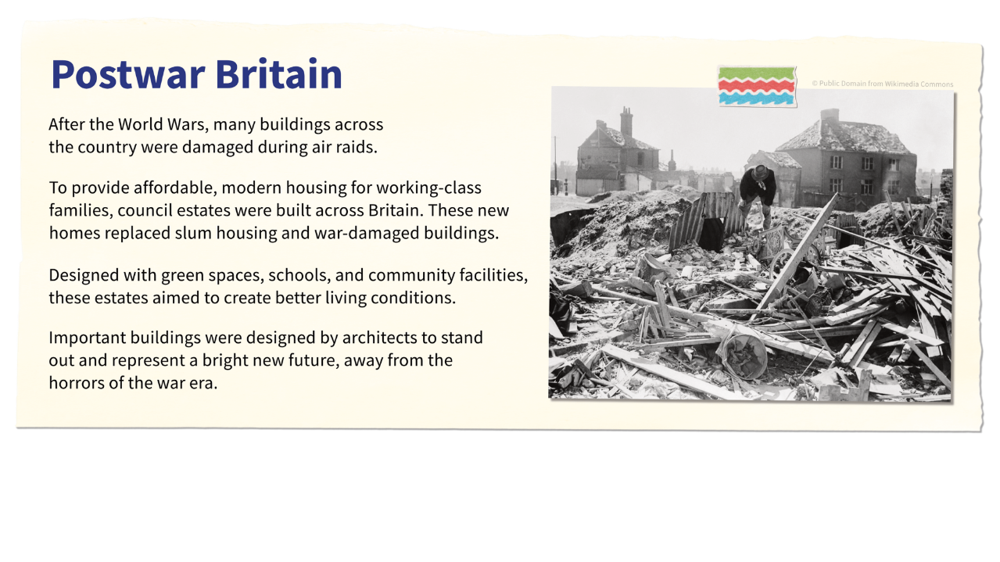 Postwar Britain
© Public Domain from Wikimedia Commons
After the World Wars, many buildings across
the country were damaged during air raids.
To provide affordable, modern housing for working-class
families, council estates were built across Britain. These new
homes replaced slum housing and war-damaged buildings.
Designed with green spaces, schools, and community facilities,
these estates aimed to create better living conditions.
Important buildings were designed by architects to stand
out and represent a bright new future, away from the
horrors of the war era.